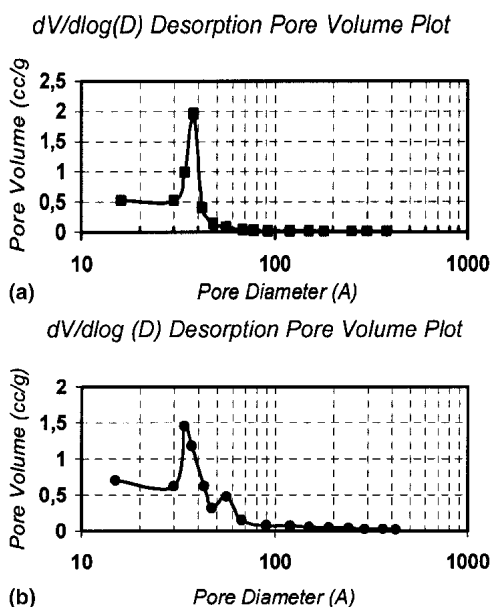 dV/dlog(D) Desorption Pore Volume Plot
Pore Volume (cc/g
2,5
2
1,5
1
0,5
0
10
100
1000
(a)
Pore Diameter (A)
dV/dlog (D) Desorption Pore Volume Plot
Pore Volume (cc/g)
2
1,5
1
0,5
0
10
100
1000
(b)
Pore Diameter (A)